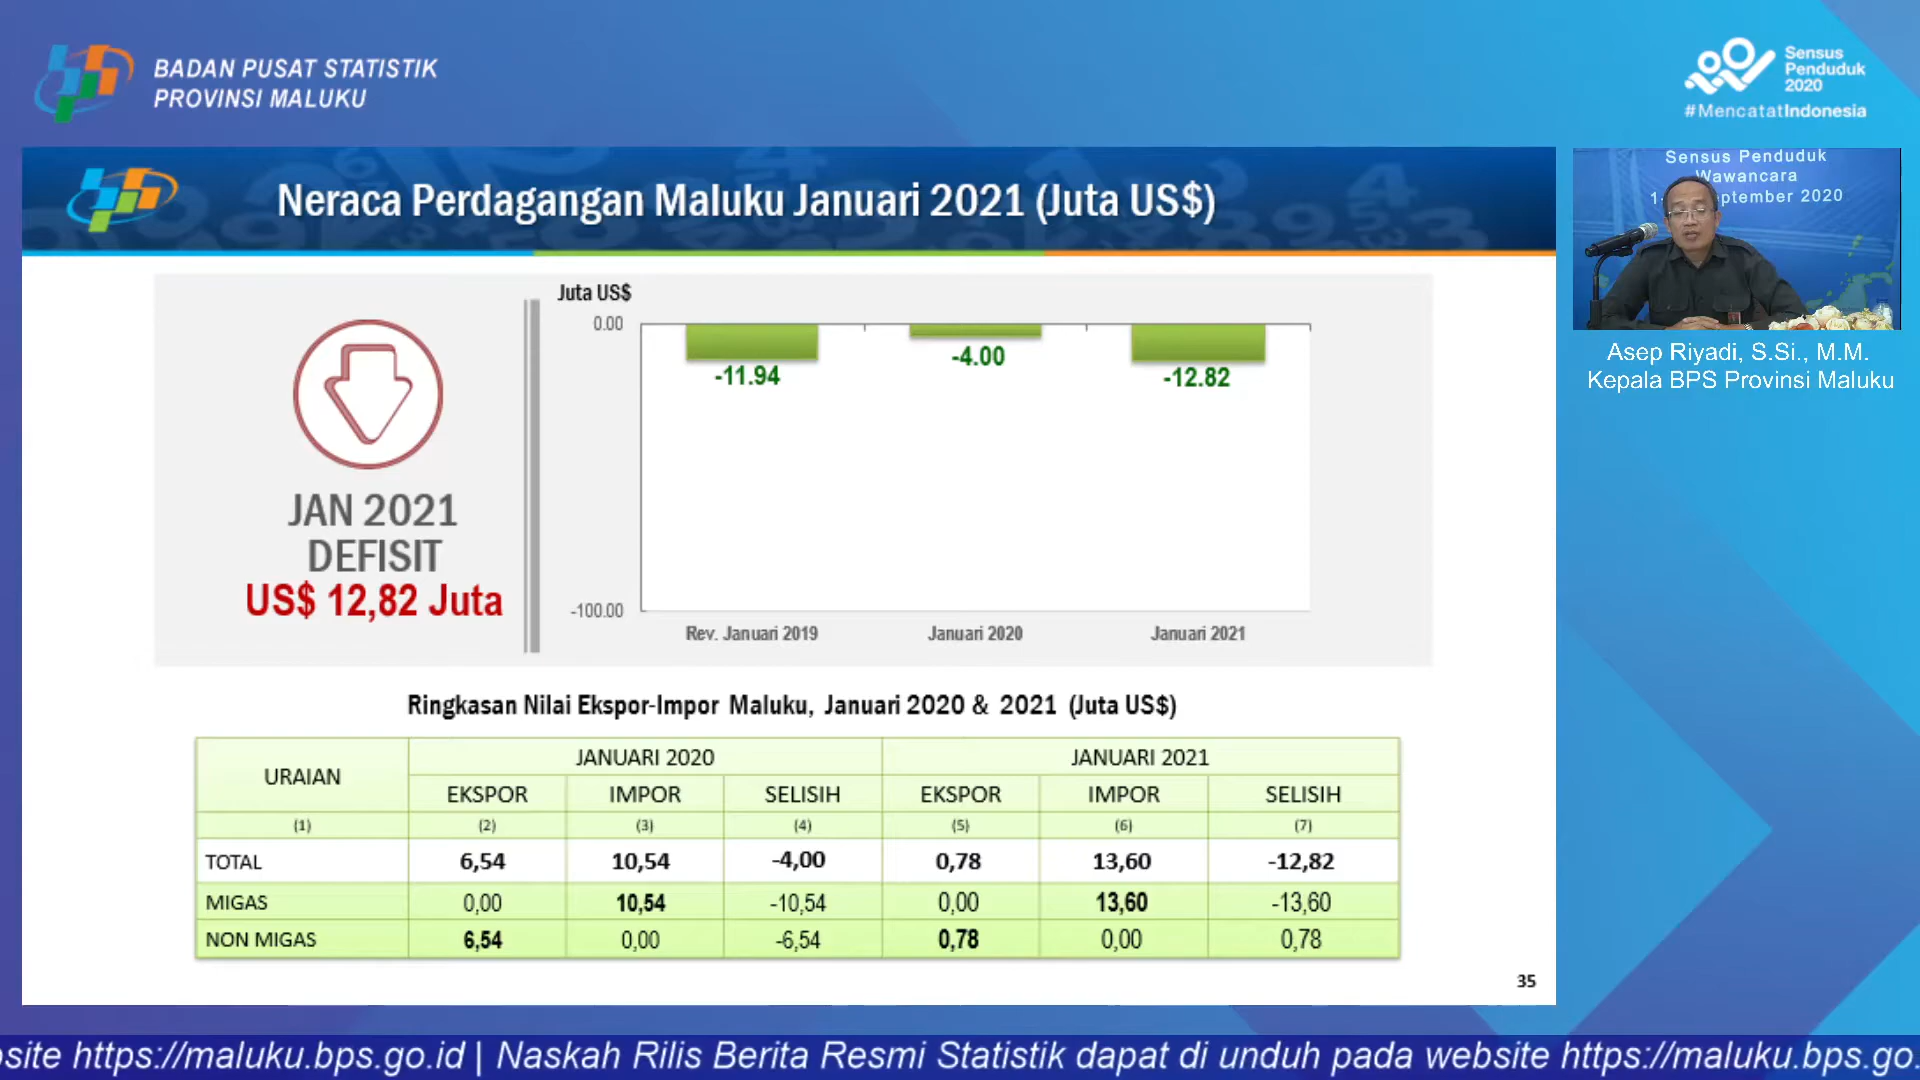 BADAN PUSAT STATISTIK
PROVINSI MALUKU
Sensus
Penduduk
2020
#MencatatIndonesia
Neraca Perdagangan Maluku Januari 2021 (Juta US$)
Sensus Penduduk
Wawancara
ptember 2020
Asep Riyadi, S.Si., M.M.
Kepala BPS Provinsi Maluku
JAN 2021
DEFISIT
US$ 12,82 Juta
Juta US$
0.00
-11.94
-4.00
-12.82
-100.00
Rev. Januari 2019 Januari 2020 Januari 2021
Ringkasan Nilai Ekspor-Impor Maluku, Januari 2020 & 2021 (Juta US$)
URAIAN JANUARI 2020 JANUARI 2021
EKSPOR IMPOR SELISIH EKSPOR IMPOR SELISIH
(1) (2) (3) (4) (5) (6) (7)
TOTAL 6,54 10,54 -4,00 0,78 13,60 -12,82
MIGAS 0,00 10,54 -10,54 0,00 13,60 -13,60
NON MIGAS 6,54 0,00 -6,54 0,78 0,00 0,78
35
site https://maluku.bps.go.id | Naskah Rilis Berita Resmi Statistik dapat di unduh pada website https://maluku.bps.go.